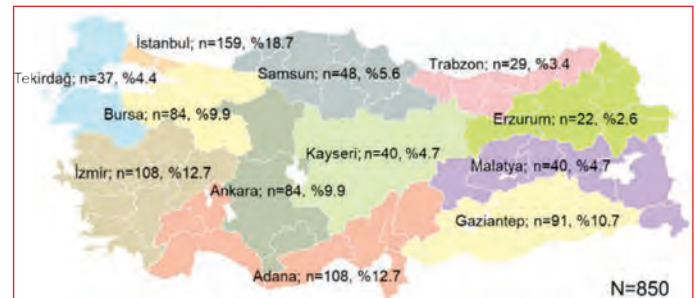 İstanbul; n=159, %18.7
Trabzon; n=29, %3.4
Tekirdağ; n=37, %4.4
Samsun; n=48, %5.6
Bursa; n=84, %9.9
Erzurum; n=22, %2.6
Kayseri; n=40, %4.7
Malatya; n=40, %4.7
İzmir; n=108, %12.7
Ankara; n=84, %9.9
Gaziantep; n=91, %10.7
Adana; n=108, %12.7
N=850